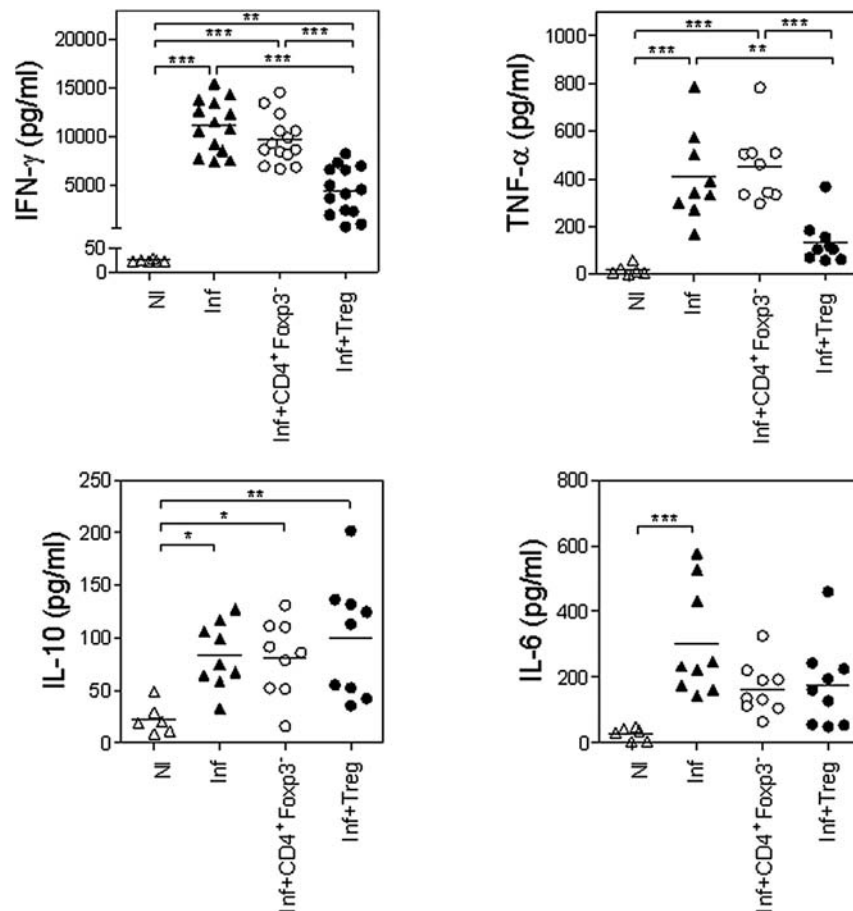 **
*** ***
*** ***
20000
15000
10000
5000
50
0
IFN-γ (pg/ml)
NI
Inf
Inf+CD4⁺Foxp3⁻
Inf+Treg
*** ***
*** **
1000
800
600
400
200
0
TNF-α (pg/ml)
NI
Inf
Inf+CD4⁺Foxp3⁻
Inf+Treg
**
*
*
250
200
150
100
50
0
IL-10 (pg/ml)
NI
Inf
Inf+CD4⁺Foxp3⁻
Inf+Treg
***
800
600
400
200
0
IL-6 (pg/ml)
NI
Inf
Inf+CD4⁺Foxp3⁻
Inf+Treg